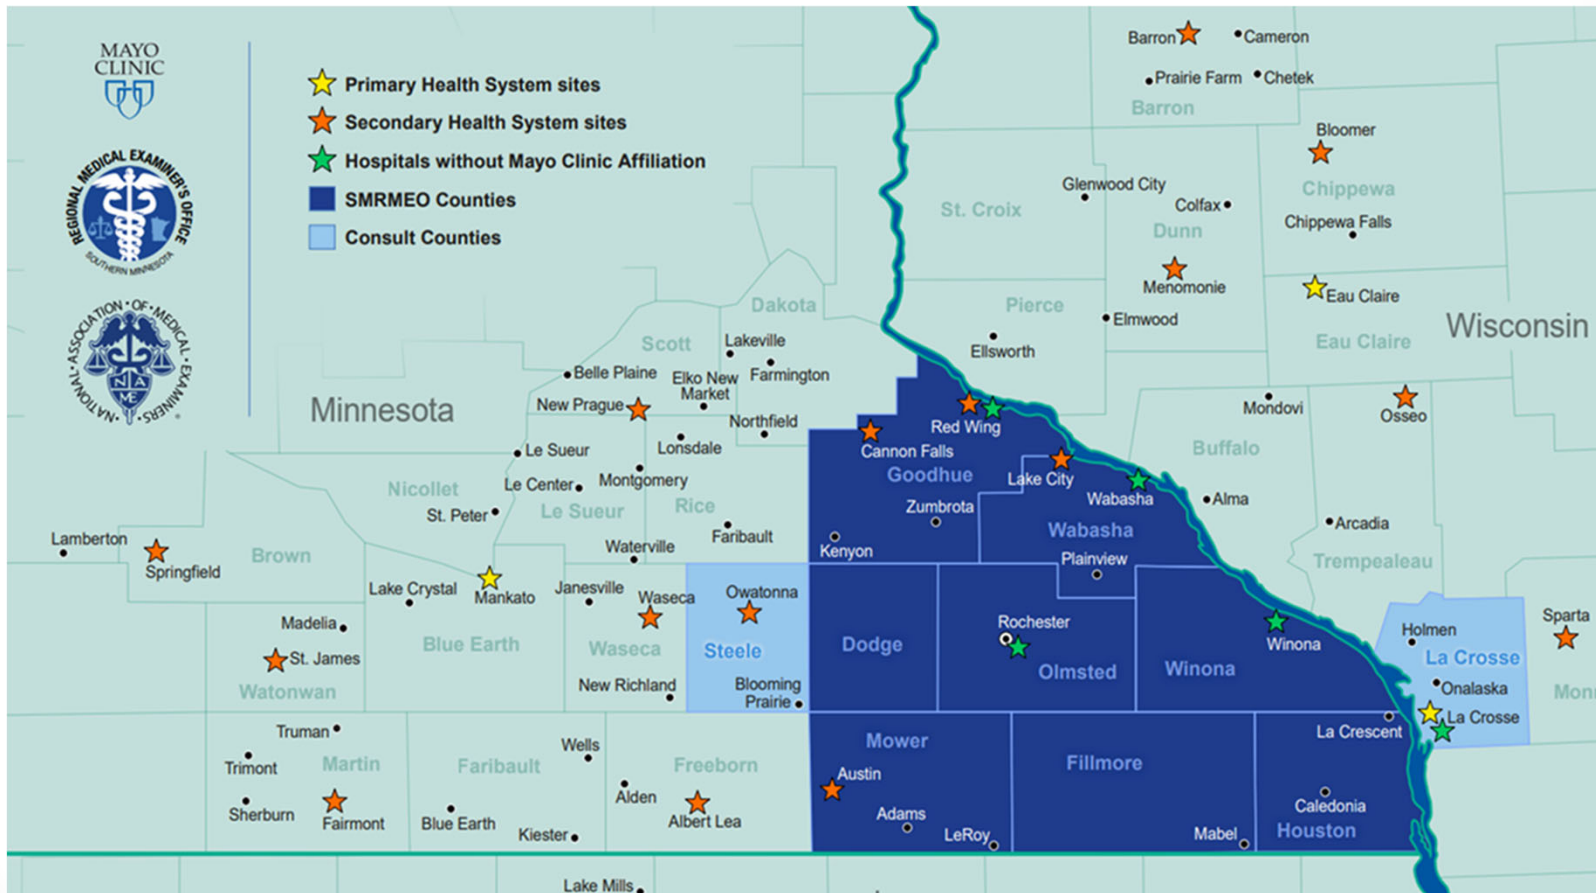 MAYO
CLINIC
REGIONAL MEDICAL EXAMINER'S OFFICE
SOUTHERN MINNESOTA
NATIONAL·ASSOCIATION·OF·MEDICAL·EXAMINERS·®
N A
ME
Primary Health System sites
Secondary Health System sites
Hospitals without Mayo Clinic Affiliation
SMRMEO Counties
Consult Counties
Barron
Cameron
Prairie Farm
Chetek
Barron
Bloomer
Glenwood City
Chippewa
St. Croix
Colfax
Chippewa Falls
Dunn
Menomonie
Eau Claire
Dakota
Pierce
Elmwood
Wisconsin
Scott
Lakeville
Ellsworth
Eau Claire
Belle Plaine
Elko New
Market
Farmington
Minnesota
New Prague
Red Wing
Mondovi
Osseo
Northfield
Le Sueur
Lonsdale
Cannon Falls
Buffalo
Nicollet
Le Center
Montgomery
Goodhue
Lake City
Wabasha
Alma
St. Peter
Le Sueur
Rice
Zumbrota
Arcadia
Lamberton
Faribault
Kenyon
Wabasha
Springfield
Brown
Waterville
Plainview
Trempealeau
Lake Crystal
Mankato
Janesville
Waseca
Owatonna
Madelia
Rochester
Holmen
Sparta
St. James
Blue Earth
Waseca
Steele
Dodge
Olmsted
Winona
Winona
La Crosse
Watonwan
New Richland
Blooming
Prairie
Onalaska
Monr
Truman
La Crescent
La Crosse
Trimont
Martin
Faribault
Wells
Freeborn
Mower
Fillmore
Sherburn
Fairmont
Blue Earth
Alden
Albert Lea
Austin
Caledonia
Kiester
Adams
LeRoy
Mabel
Houston
Lake Mills